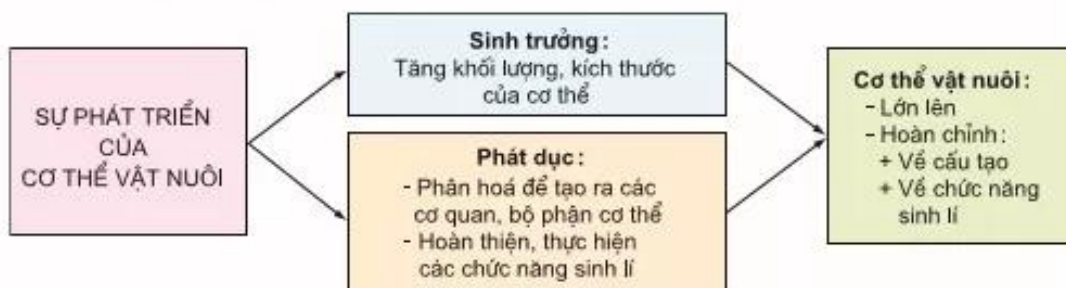 SỰ PHÁT TRIỂN
CỦA
CƠ THỂ VẬT NUÔI
Sinh trưởng:
Tăng khối lượng, kích thước
của cơ thể
Phát dục:
- Phân hoá để tạo ra các
cơ quan, bộ phận cơ thể
- Hoàn thiện, thực hiện
các chức năng sinh lí
Cơ thể vật nuôi:
- Lớn lên
- Hoàn chỉnh:
+ Về cấu tạo
+ Về chức năng
sinh lí